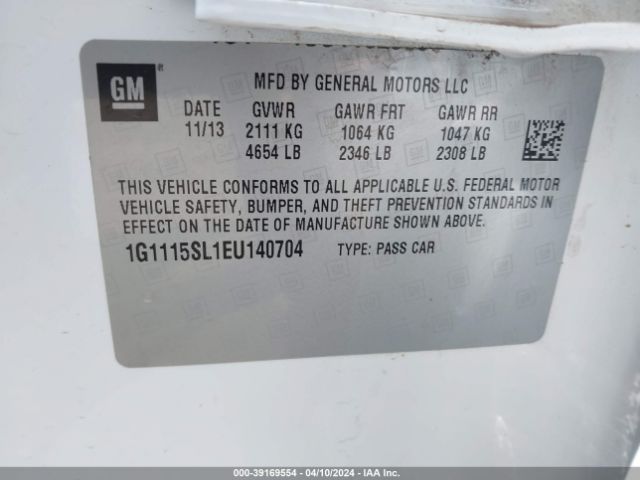 GM ®
MFD BY GENERAL MOTORS LLC
DATE GVWR GAWR FRT GAWR RR
11/13 2111 KG 1064 KG 1047 KG
4654 LB 2346 LB 2308 LB
THIS VEHICLE CONFORMS TO ALL APPLICABLE U.S. FEDERAL MOTOR
VEHICLE SAFETY, BUMPER, AND THEFT PREVENTION STANDARDS IN
EFFECT ON THE DATE OF MANUFACTURE SHOWN ABOVE.
1G1115SL1EU140704 TYPE: PASS CAR
000-39169554 - 04/10/2024 - IAA Inc.